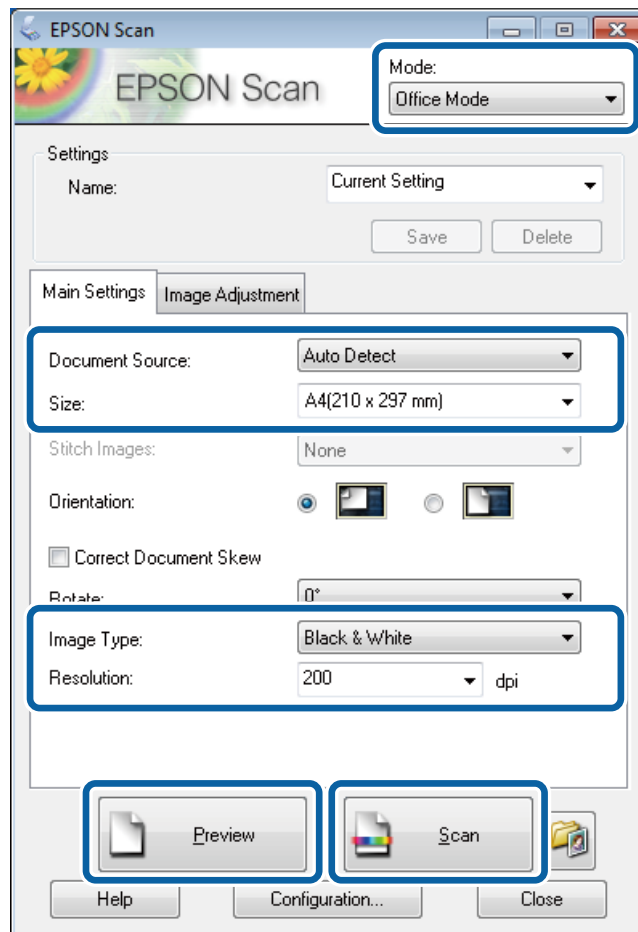 EPSON Scan
EPSON Scan
Mode:
Office Mode
Settings
Name:
Current Setting
Save
Delete
Main Settings
Image Adjustment
Document Source:
Auto Detect
Size:
A4(210 x 297 mm)
Stitch Images:
None
Orientation:
Correct Document Skew
Rotate:
0°
Image Type:
Black & White
Resolution:
200
dpi
Preview
Scan
Help
Configuration...
Close